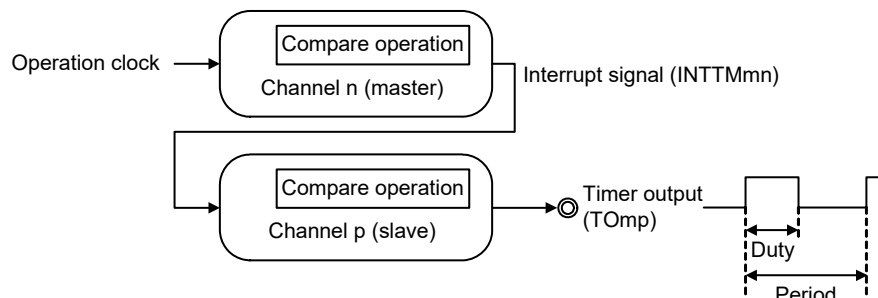 Compare operation
Operation clock
Channel n (master)
Interrupt signal (INTTMmn)
Compare operation
Channel p (slave)
Timer output
(TOmp)
Duty
Period